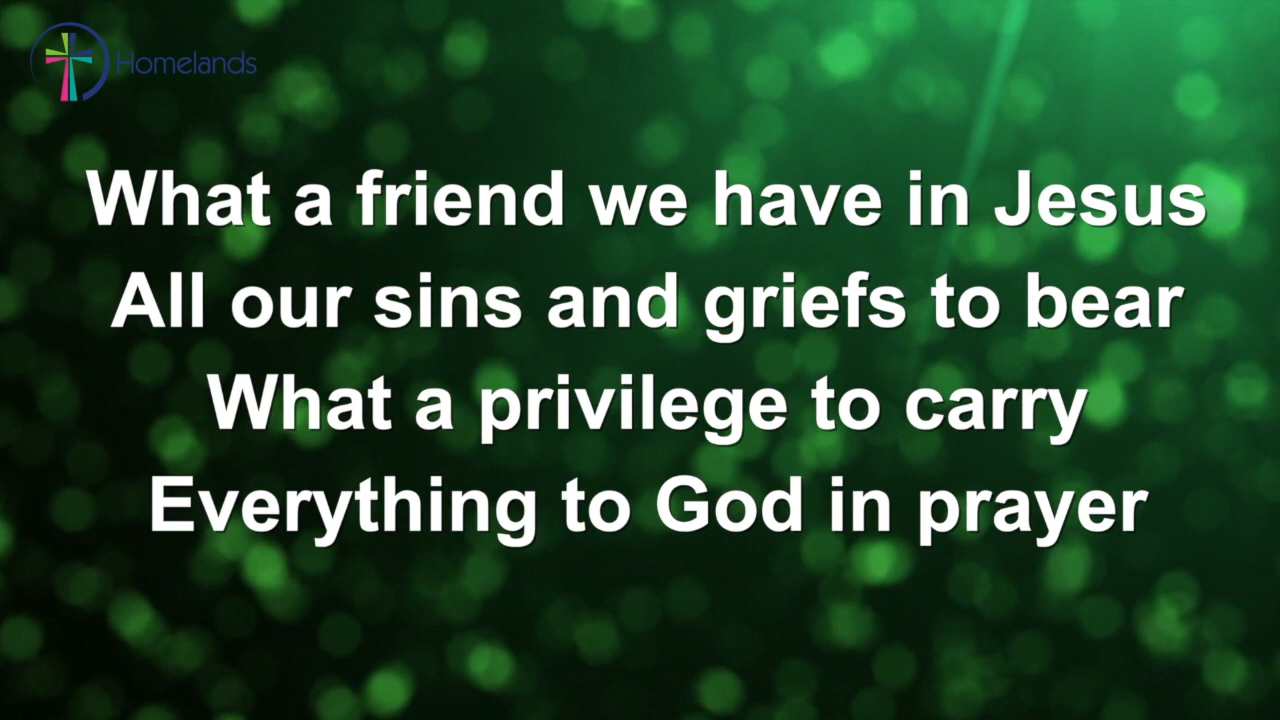 Homelands
What a friend we have in Jesus
All our sins and griefs to bear
What a privilege to carry
Everything to God in prayer